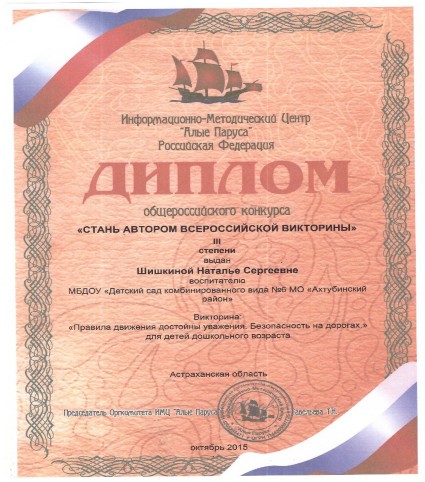 Информационно-Методический Центр
"Алые Паруса"
Российская Федерация
ДИПЛОМ
общероссийского конкурса
«СТАНЬ АВТОРОМ ВСЕРОССИЙСКОЙ ВИКТОРИНЫ»
III
степени
выдан
Шишкиной Наталье Сергеевне
воспитателю
МБДОУ «Детский сад комбинированного вида №6 МО «Ахтубинский
район»
Викторина:
«Правила движения достойны уважения. Безопасность на дорогах.»
для детей дошкольного возраста
Астраханская область
Председатель Оргкомитета ИМЦ "Алые Паруса" Савельева Т.Н.
октябрь 2015